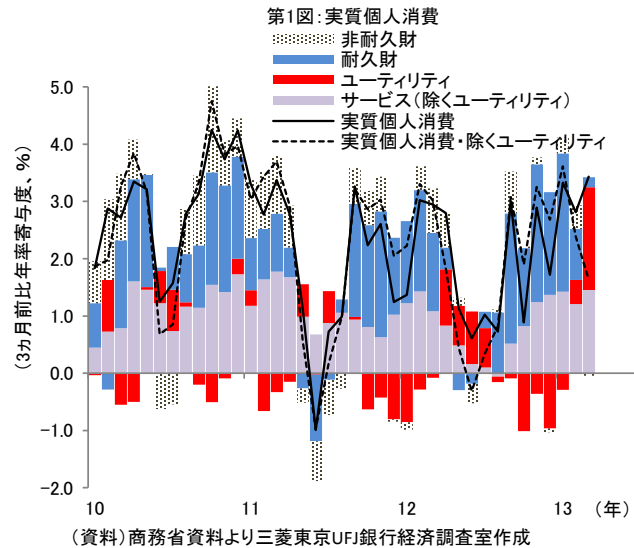 第1図:実質個人消費
非耐久財
耐久財
ユーティリティ
サービス(除くユーティリティ)
実質個人消費
実質個人消費・除くユーティリティ
(3ヵ月前比年率寄与度、%)
5.0
4.0
3.0
2.0
1.0
0.0
-1.0
-2.0
10 11 12 13 (年)
(資料)商務省資料より三菱東京UFJ銀行経済調査室作成